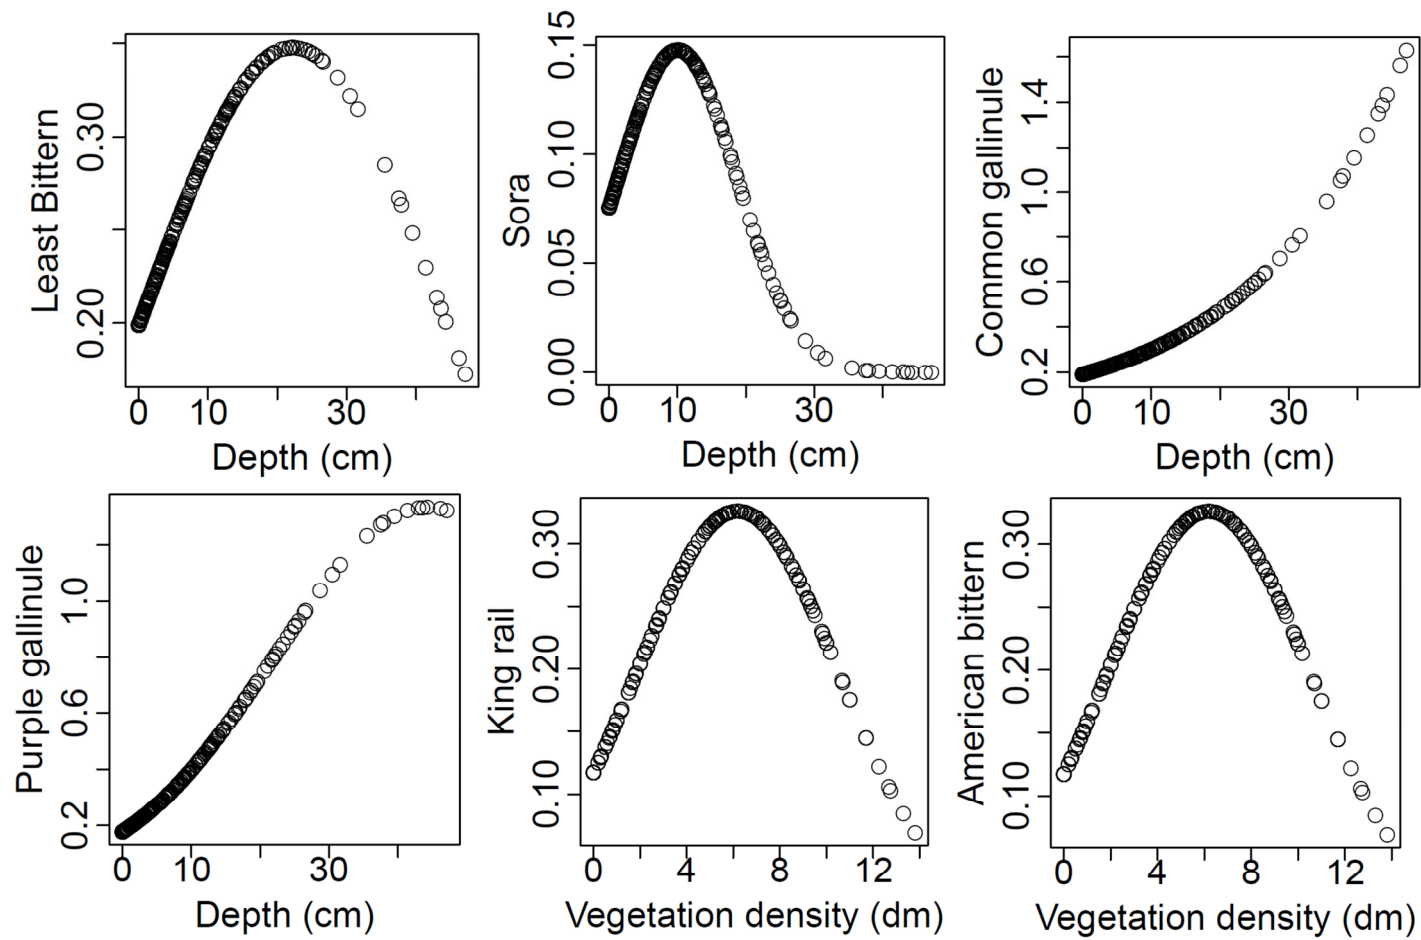 Least Bittern
0.20 0.30
0 10 30
Depth (cm)
Sora
0.00 0.05 0.10 0.15
0 10 30
Depth (cm)
Common gallinule
0.2 0.6 1.0 1.4
0 10 30
Depth (cm)
Purple gallinule
0.2 0.6 1.0
0 10 30
Depth (cm)
King rail
0.10 0.20 0.30
0 4 8 12
Vegetation density (dm)
American bittern
0.10 0.20 0.30
0 4 8 12
Vegetation density (dm)